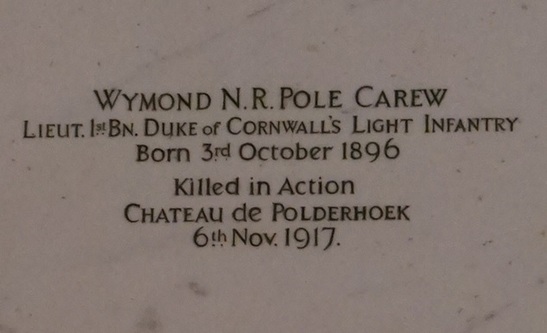 WYMOND N.R. POLE CAREW
LIEUT. 1st BN. DUKE of CORNWALL'S LIGHT INFANTRY
Born 3rd October 1896
Killed in Action
CHATEAU de POLDERHOEK
6th Nov. 1917.